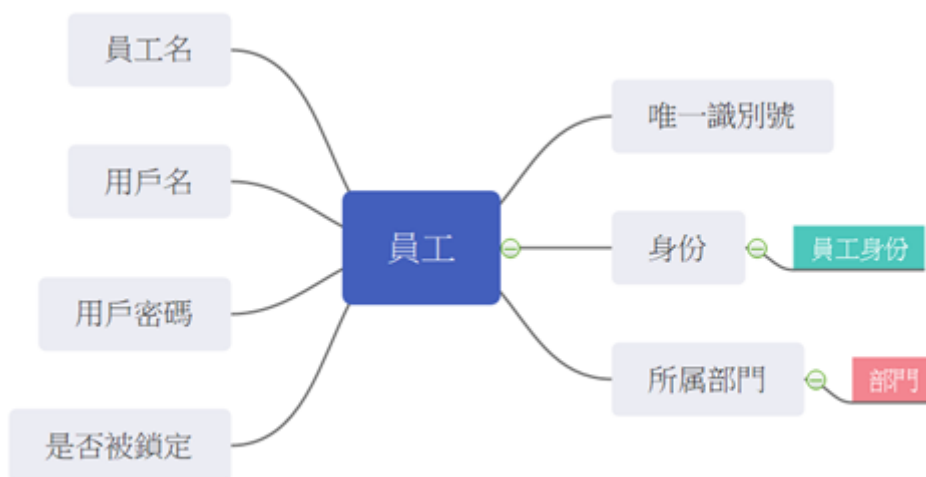 員工名
用戶名
用戶密碼
是否被鎖定
員工
唯一識別號
身份
員工身份
所属部門
部門